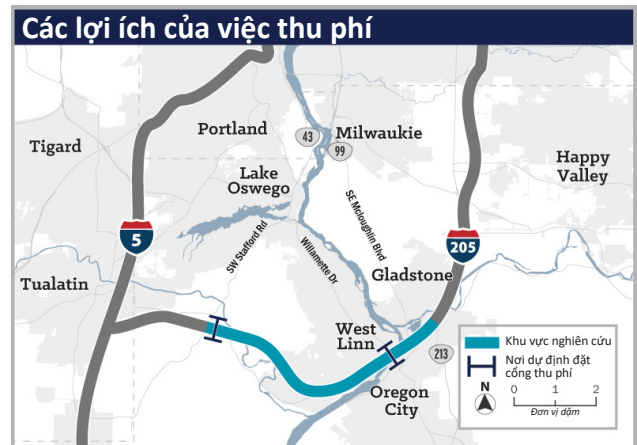 Các lợi ích của việc thu phí
Portland
43
Milwaukie
99
Tigard
Happy
Valley
Lake
Oswego
SE Mcloughlin Blvd
5
SW Stafford Rd
Willamette Dr
205
Gladstone
Tualatin
West
Linn
213
Oregon
City
Khu vực nghiên cứu
Nơi dự định đặt
cổng thu phí
N
0 1 2
Đơn vị dặm